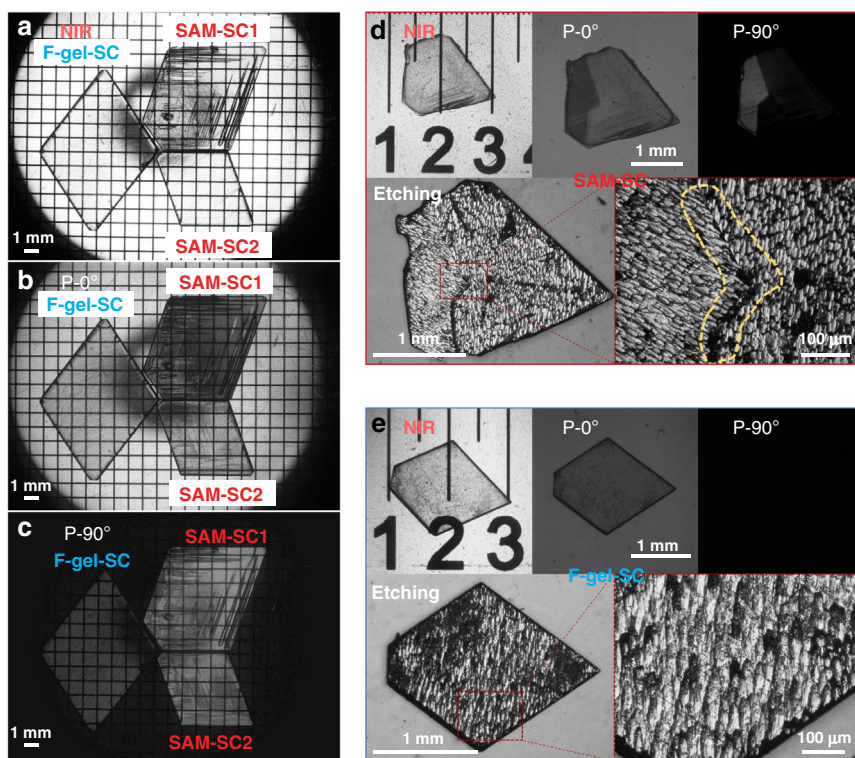 a
NIR
SAM-SC1
F-gel-SC
1 mm
SAM-SC2
b
P-0°
SAM-SC1
F-gel-SC
1 mm
SAM-SC2
c
P-90°
SAM-SC1
F-gel-SC
1 mm
SAM-SC2
d
NIR
P-0°
P-90°
1 2 3
1 mm
SAM-SC
Etching
1 mm
100 µm
e
NIR
P-0°
P-90°
1 2 3
1 mm
F-gel-SC
Etching
1 mm
100 µm